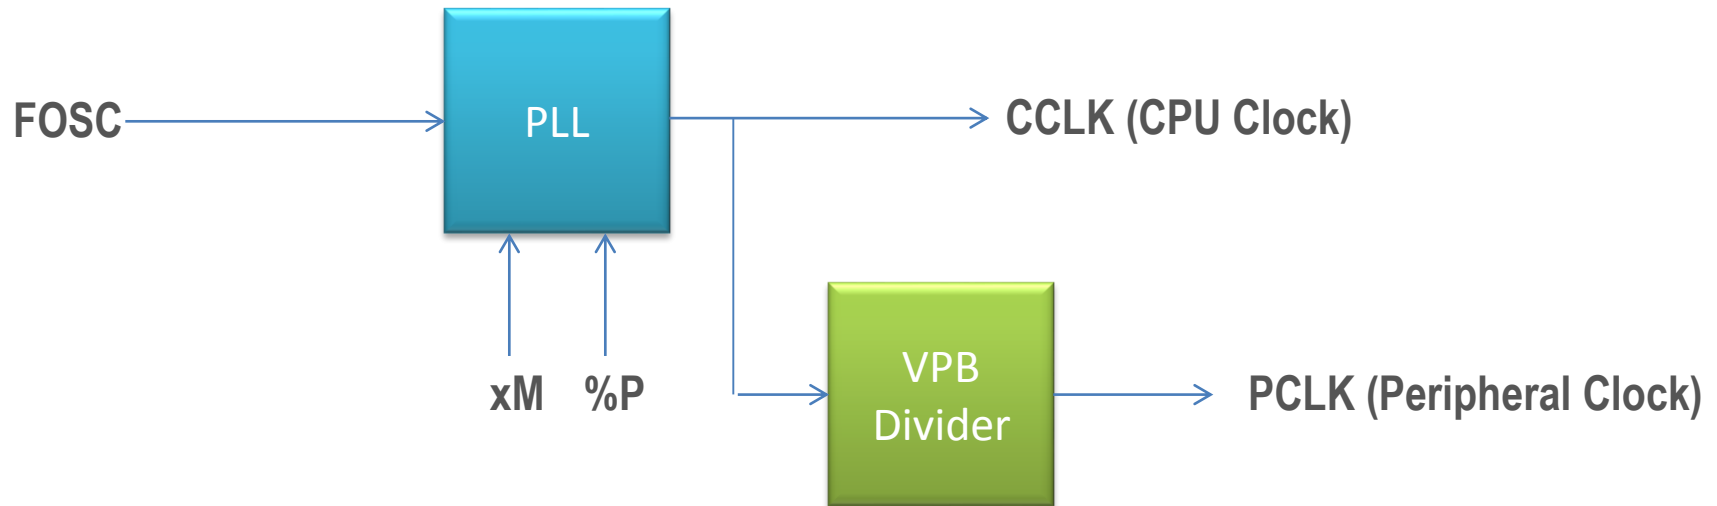 FOSC
PLL
CCLK (CPU Clock)
xM
%P
VPB
Divider
PCLK (Peripheral Clock)